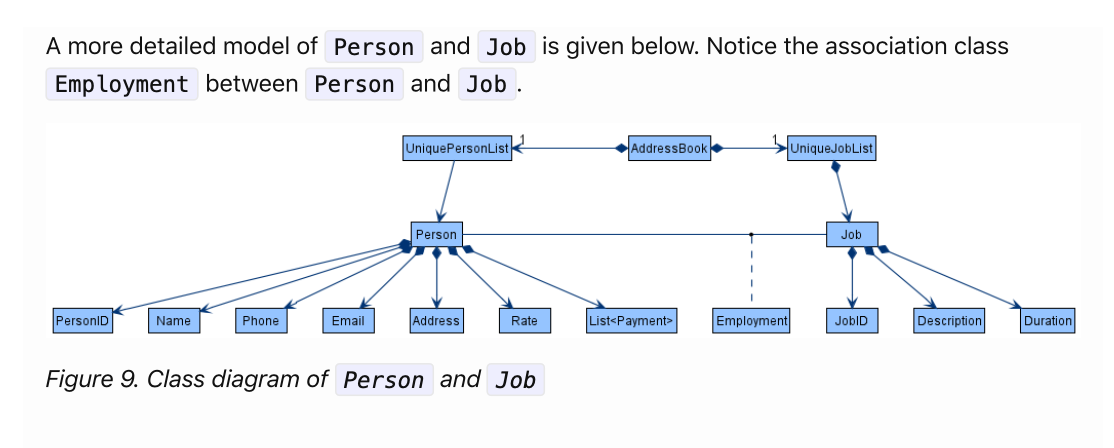 A more detailed model of Person and Job is given below. Notice the association class
Employment between Person and Job.
UniquePersonList 1 AddressBook 1 UniqueJobList
Person Job
PersonID Name Phone Email Address Rate List<Payment> Employment JobID Description Duration
Figure 9. Class diagram of Person and Job